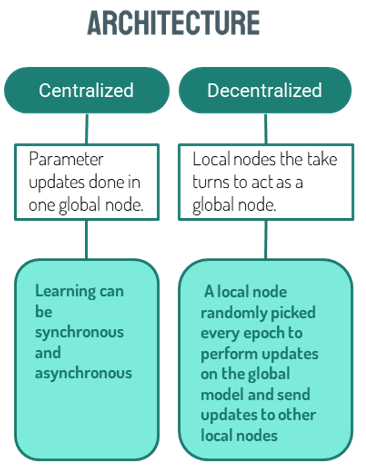 ARCHITECTURE
Centralized
Decentralized
Parameter
updates done in
one global node.
Local nodes the take
turns to act as a
global node.
Learning can
be
synchronous
and
asynchronous
A local node
randomly picked
every epoch to
perform updates
on the global
model and send
updates to other
local nodes